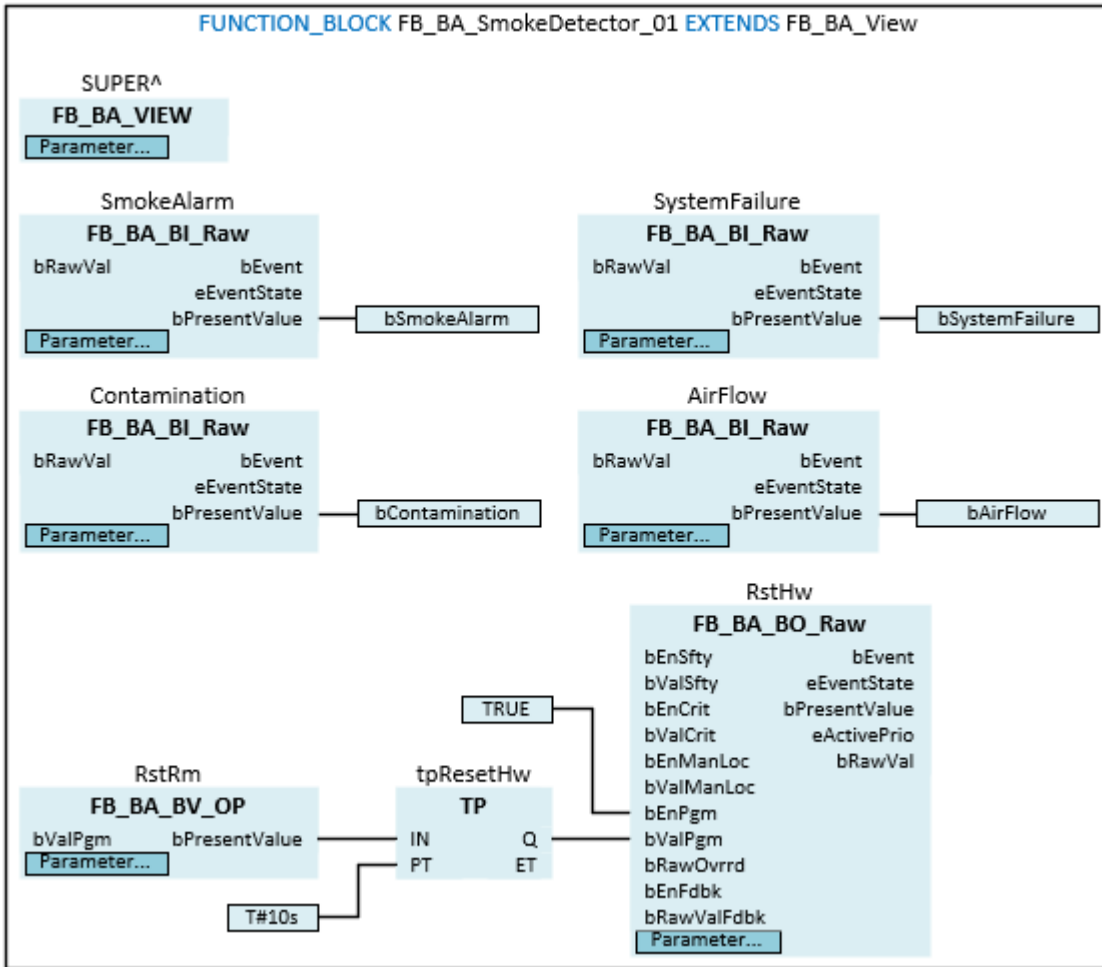 FUNCTION_BLOCK FB_BA_SmokeDetector_01 EXTENDS FB_BA_View
SUPER^
FB_BA_VIEW
Parameter...
SmokeAlarm
FB_BA_BI_Raw
bRawVal bEvent
eEventState
bPresentValue bSmokeAlarm
Parameter...
SystemFailure
FB_BA_BI_Raw
bRawVal bEvent
eEventState
bPresentValue bSystemFailure
Parameter...
Contamination
FB_BA_BI_Raw
bRawVal bEvent
eEventState
bPresentValue bContamination
Parameter...
AirFlow
FB_BA_BI_Raw
bRawVal bEvent
eEventState
bPresentValue bAirFlow
Parameter...
RstRm
FB_BA_BV_OP
bValPgm bPresentValue
Parameter...
T#10s
tpResetHw
TP
IN Q
PT ET
TRUE
RstHw
FB_BA_BO_Raw
bEnSfty bEvent
bValSfty eEventState
bEnCrit bPresentValue
bValCrit eActivePrio
bEnManLoc bRawVal
bValManLoc
bEnPgm
bValPgm
bRawOvrrd
bEnFdbk
bRawValFdbk
Parameter...